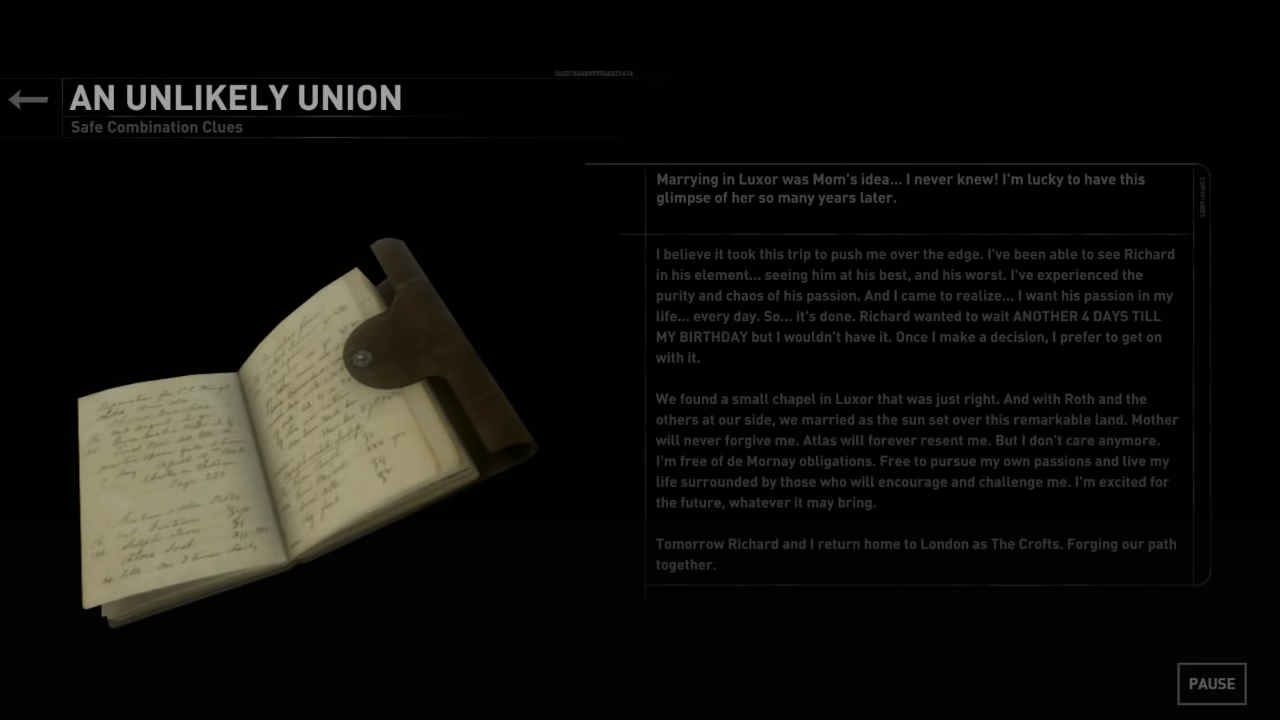 AN UNLIKELY UNION
Safe Combination Clues
Marrying in Luxor was Mom's idea... I never knew! I'm lucky to have this
glimpse of her so many years later.
I believe it took this trip to push me over the edge. I've been able to see Richard
in his element... seeing him at his best, and his worst. I've experienced the
purity and chaos of his passion. And I came to realize... I want his passion in my
life... every day. So... it's done. Richard wanted to wait ANOTHER 4 DAYS TILL
MY BIRTHDAY but I wouldn't have it. Once I make a decision, I prefer to get on
with it.
We found a small chapel in Luxor that was just right. And with Roth and the
others at our side, we married as the sun set over this remarkable land. Mother
will never forgive me. Atlas will forever resent me. But I don't care anymore.
I'm free of de Mornay obligations. Free to pursue my own passions and live my
life surrounded by those who will encourage and challenge me. I'm excited for
the future, whatever it may bring.
Tomorrow Richard and I return home to London as The Crofts. Forging our path
together.
PAUSE